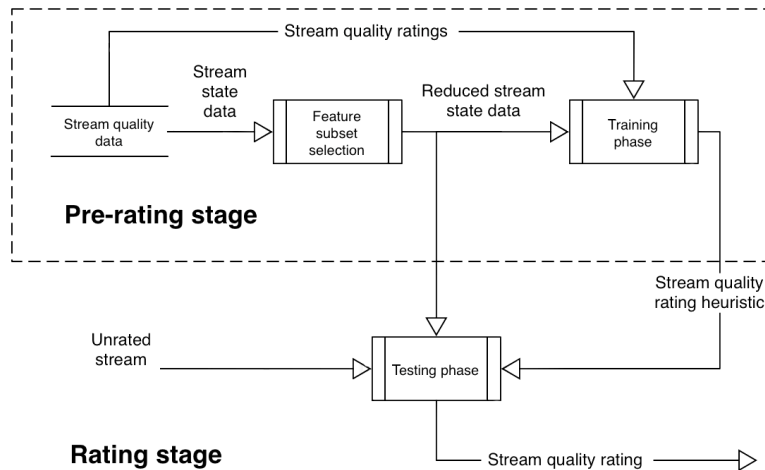 Stream quality ratings
Stream
state
data
Reduced stream
state data
Stream quality
data
Feature
subset
selection
Training
phase
Pre-rating stage
Stream quality
rating heuristic
Unrated
stream
Testing phase
Rating stage
Stream quality rating